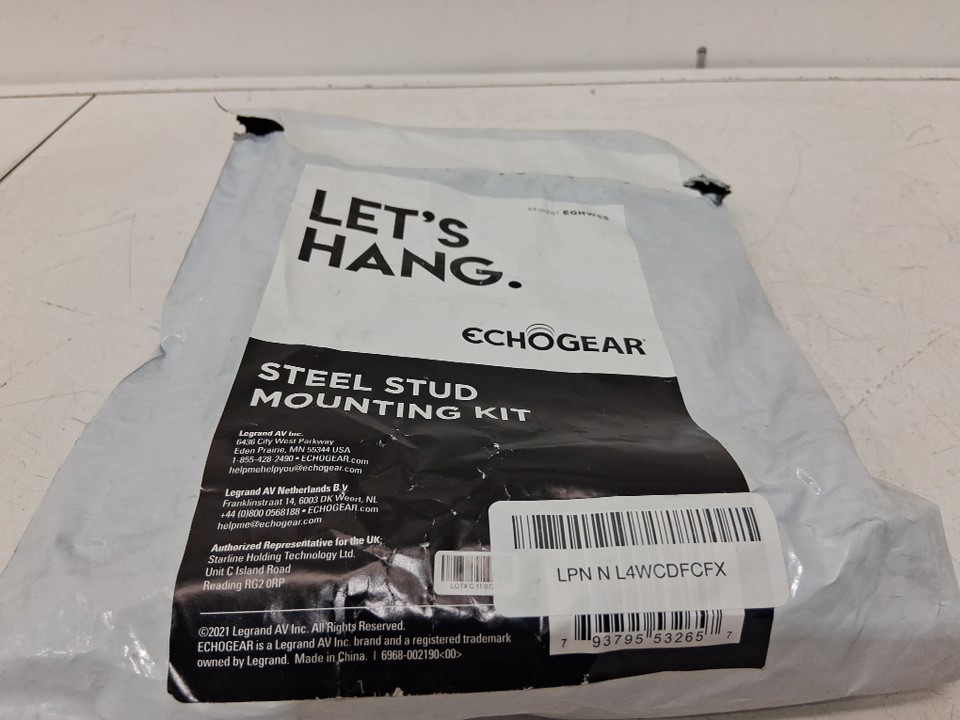 LET'S
HANG.
Model
ECHOGEAR
STEEL STUD
MOUNTING KIT
Legrand AV Inc.
6436 City West Parkway
Eden Prairie, MN 55344 USA
1-855-428-2490 • ECHOGEAR.com
helpmehelpyou@echogear.com
Legrand AV Netherlands B.V.
Franklinstraat 14, 6003 DK Weert, NL
+44 (0)800 0568188 • ECHOGEAR.com
helpme@echogear.com
Authorized Representative for the UK:
Starline Holding Technology Ltd.
Unit C Island Road
Reading RG2 0RP
LOT# C
LPN N L4WCDFCFX
7 93795 53265 7
©2021 Legrand AV Inc. All Rights Reserved.
ECHOGEAR is a Legrand AV Inc. brand and a registered trademark
owned by Legrand. Made in China. | 6968-002190<00>